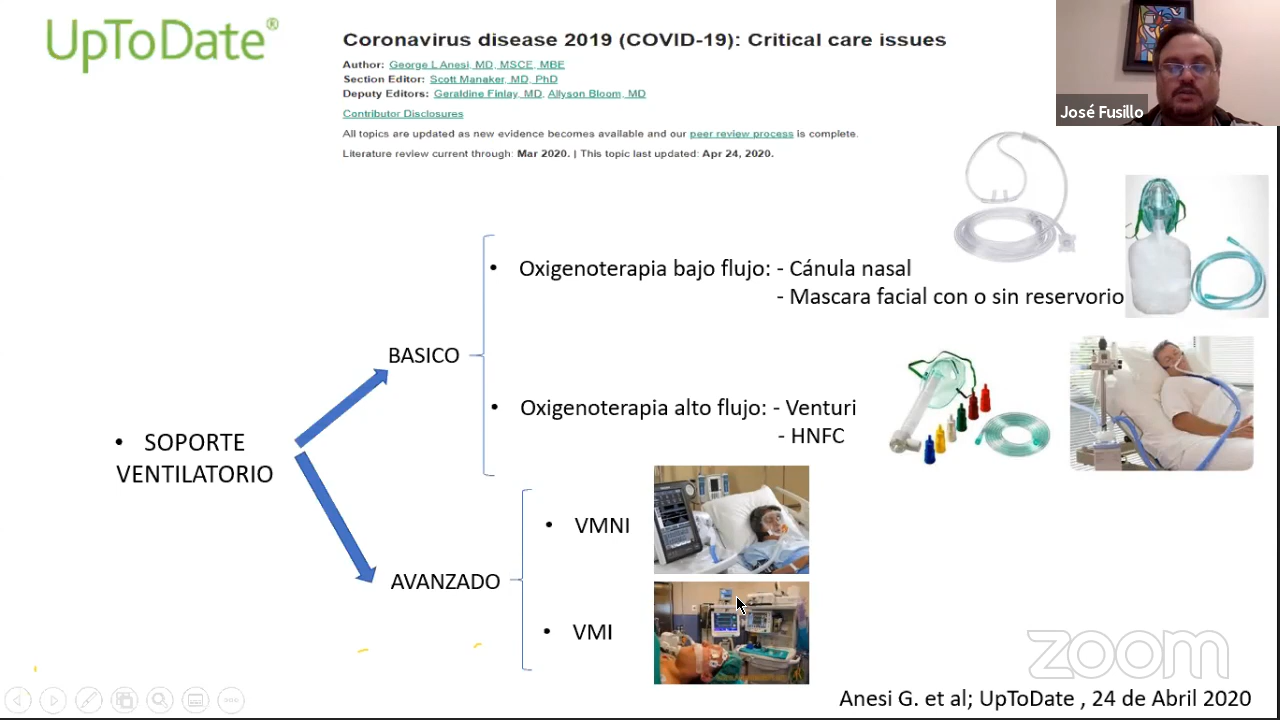 UpToDate®
Coronavirus disease 2019 (COVID-19): Critical care issues
Author: George L Anesi, MD, MSCE, MBE
Section Editor: Scott Manaker, MD, PhD
Deputy Editors: Geraldine Finlay, MD, Allyson Bloom, MD
Contributor Disclosures
All topics are updated as new evidence becomes available and our peer review process is complete.
Literature review current through: Mar 2020. | This topic last updated: Apr 24, 2020.
José Fusillo
• Oxigenoterapia bajo flujo: - Cánula nasal
- Mascara facial con o sin reservorio
BASICO
• Oxigenoterapia alto flujo: - Venturi
- HNFC
• SOPORTE
VENTILATORIO
• VMNI
AVANZADO
• VMI
zoom
Anesi G. et al; UpToDate , 24 de Abril 2020